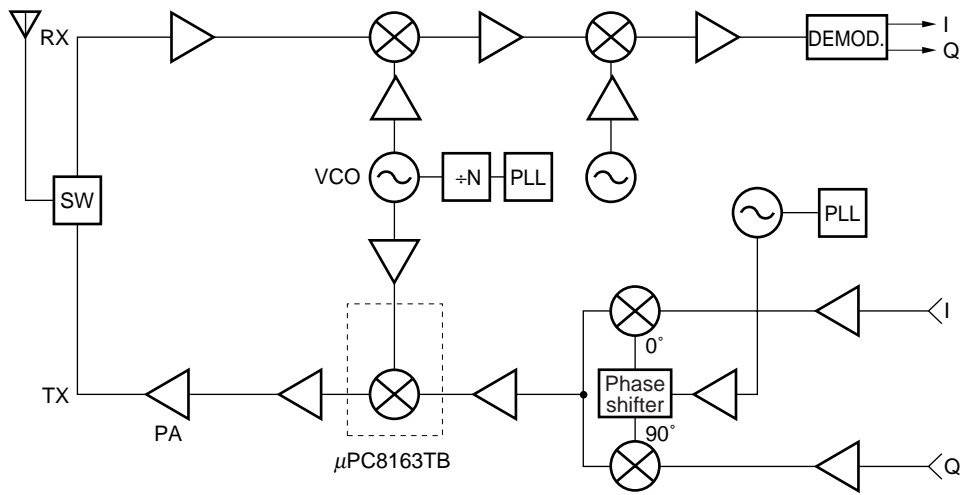 RX
DEMOD.
I
Q
VCO
÷N
PLL
SW
PLL
I
0°
Phase
shifter
TX
PA
90°
µPC8163TB
Q